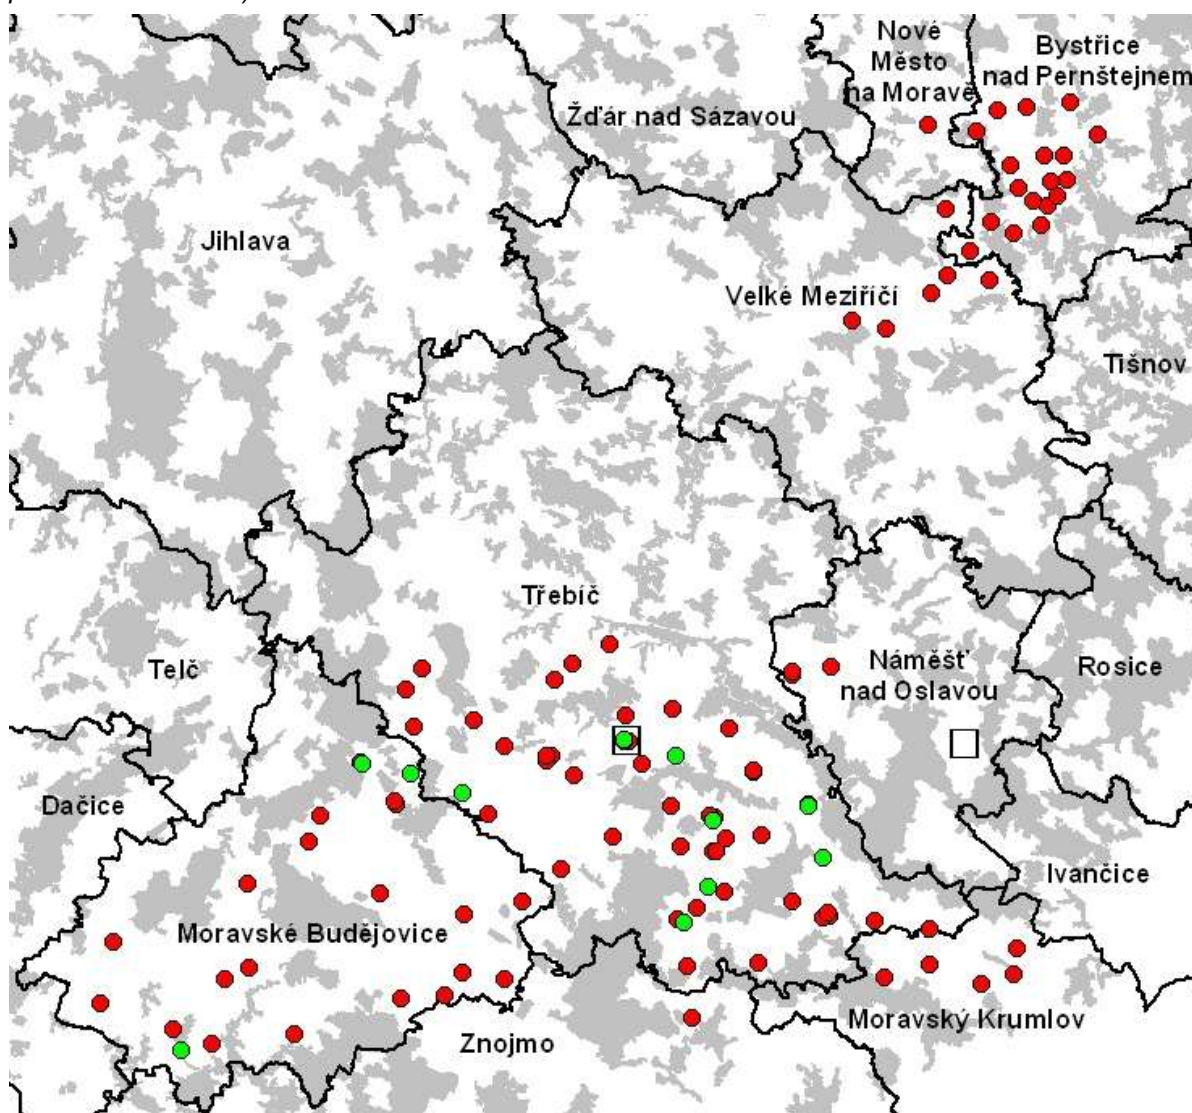 Nové
Město
na Moravě
Bystřice
nad Pernštejnem
Žďár nad Sázavou
Jihlava
Velké Meziříčí
Tišnov
Třebíč
Telč
Náměšť
nad Oslavou
Rosice
Dačice
Ivančice
Moravské Budějovice
Moravský Krumlov
Znojmo